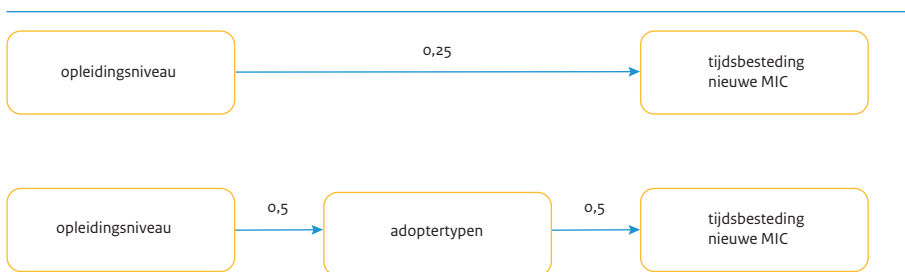 0,25
opleidingsniveau
tijdsbesteding
nieuwe MIC
0,5
0,5
opleidingsniveau
adoptertypen
tijdsbesteding
nieuwe MIC